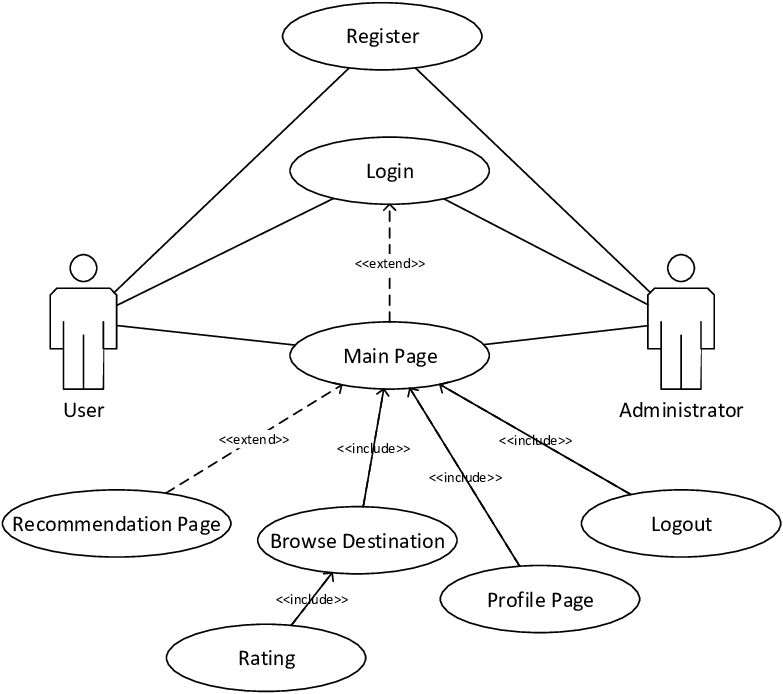 Register
Login
<<extend>>
Main Page
User
Administrator
<<extend>>
<<include>>
<<include>>
<<include>>
Recommendation Page
Browse Destination
Logout
<<include>>
Profile Page
Rating